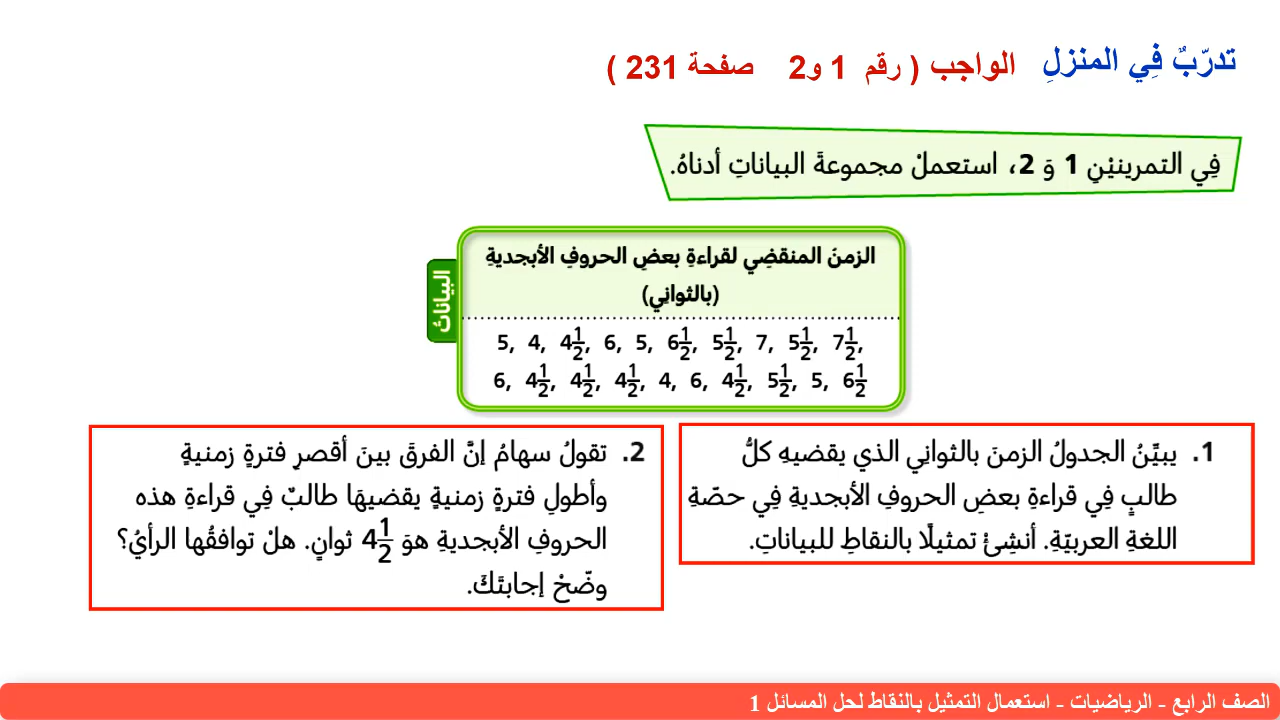 تدرّبٌ فِي المنزلِ الواجب ( رقم 1 و2 صفحة 231 )
فِي التمرينيْنِ 1 وَ 2، استعملْ مجموعةَ البياناتِ أدناهُ.
البياناتُ
الزمنَ المنقضِي لقراءةِ بعضِ الحروفِ الأبجديةِ
(بالثوانِي)
5, 4, 4½, 6, 5, 6½, 5½, 7, 5½, 7½,
6, 4½, 4½, 4½, 4, 6, 4½, 5½, 5, 6½
1. يبيِّنُ الجدولُ الزمنَ بالثوانِي الذي يقضيهِ كلُّ
طالبٍ فِي قراءةِ بعضِ الحروفِ الأبجديةِ فِي حصّةِ
اللغةِ العربيّةِ. أنشِئْ تمثيلًا بالنقاطِ للبياناتِ.
2. تقولُ سهامُ إنَّ الفرقَ بينَ أقصرِ فترةٍ زمنيةٍ
وأطولِ فترةٍ زمنيةٍ يقضيهَا طالبٌ فِي قراءةِ هذه
الحروفِ الأبجديةِ هوَ 4½ ثوانٍ. هلْ توافقُها الرأيُ؟
وضّحْ إجابتَكَ.
الصف الرابع - الرياضيات - استعمال التمثيل بالنقاط لحل المسائل 1